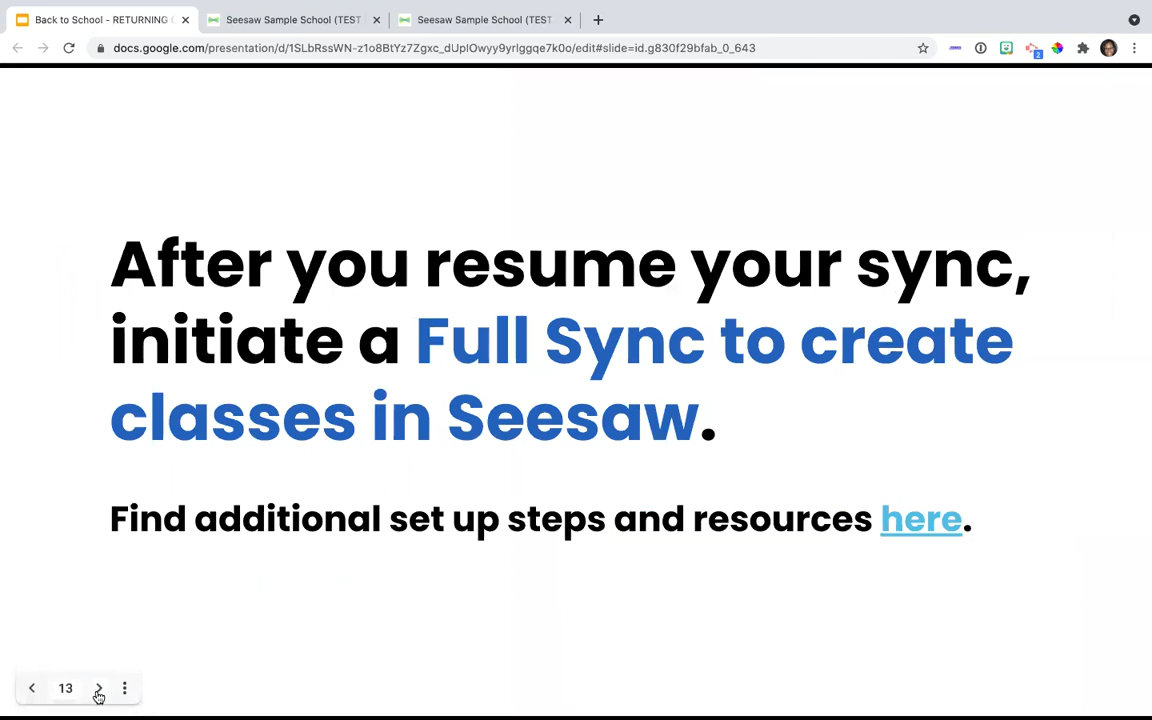 Back to School - RETURNING
Seesaw Sample School (TEST
Seesaw Sample School (TEST
docs.google.com/presentation/d/1SLbRssWN-z1o8BtYz7Zgxc_dUplOwyy9yrlggqe7k0o/edit#slide=id.g830f29bfab_0_643
2
After you resume your sync,
initiate a Full Sync to create
classes in Seesaw.
Find additional set up steps and resources here.
13